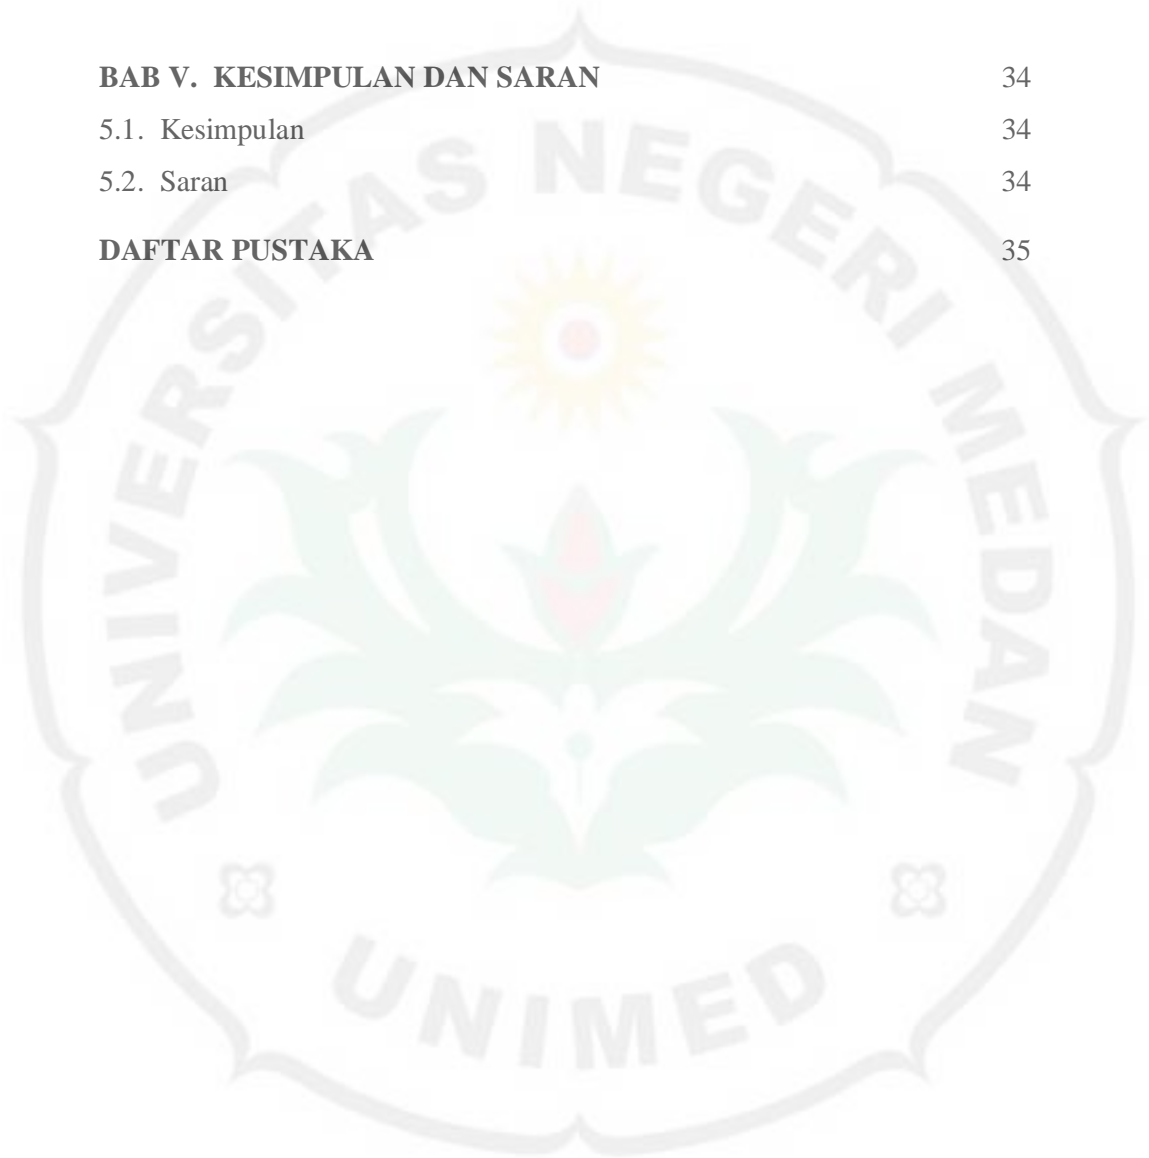 BAB V. KESIMPULAN DAN SARAN 34
5.1. Kesimpulan 34
5.2. Saran 34
DAFTAR PUSTAKA 35
UNIVERSITAS NEGERI MEDAN
UNIMED